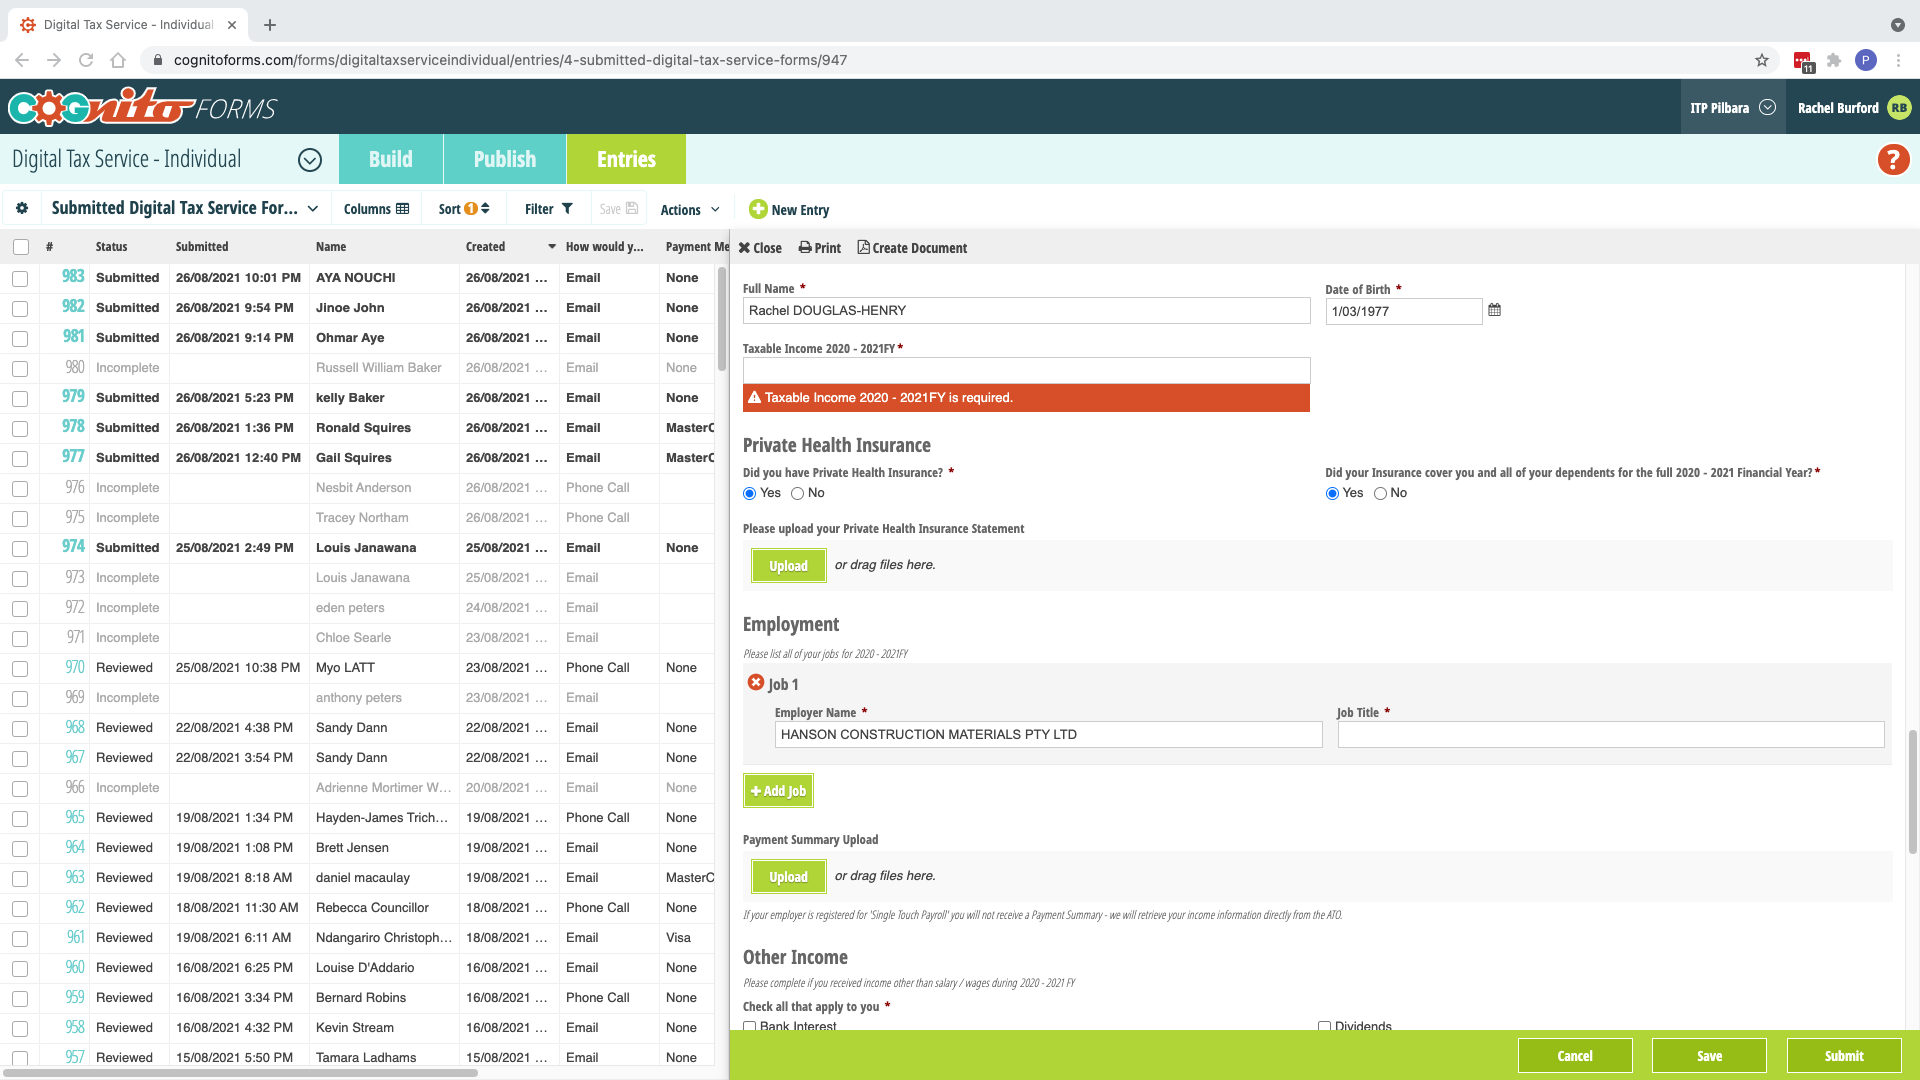 Digital Tax Service - Individual
cognitoforms.com/forms/digitaltaxserviceindividual/entries/4-submitted-digital-tax-service-forms/947
11
P
COGnito FORMS
ITP Pilbara
Rachel Burford RB
Digital Tax Service - Individual
Build
Publish
Entries
?
Submitted Digital Tax Service For...
Columns
Sort 1
Filter
Save
Actions
New Entry
# Status Submitted Name Created How would y... Payment Me
983 Submitted 26/08/2021 10:01 PM AYA NOUCHI 26/08/2021 ... Email None
982 Submitted 26/08/2021 9:54 PM Jinoe John 26/08/2021 ... Email None
981 Submitted 26/08/2021 9:14 PM Ohmar Aye 26/08/2021 ... Email None
980 Incomplete Russell William Baker 26/08/2021 ... Email None
979 Submitted 26/08/2021 5:23 PM kelly Baker 26/08/2021 ... Email None
978 Submitted 26/08/2021 1:36 PM Ronald Squires 26/08/2021 ... Email MasterC
977 Submitted 26/08/2021 12:40 PM Gail Squires 26/08/2021 ... Email MasterC
976 Incomplete Nesbit Anderson 26/08/2021 ... Phone Call
975 Incomplete Tracey Northam 26/08/2021 ... Phone Call
974 Submitted 25/08/2021 2:49 PM Louis Janawana 25/08/2021 ... Email None
973 Incomplete Louis Janawana 25/08/2021 ... Email
972 Incomplete eden peters 24/08/2021 ... Email
971 Incomplete Chloe Searle 23/08/2021 ... Email
970 Reviewed 25/08/2021 10:38 PM Myo LATT 23/08/2021 ... Phone Call None
969 Incomplete anthony peters 23/08/2021 ... Email
968 Reviewed 22/08/2021 4:38 PM Sandy Dann 22/08/2021 ... Email None
967 Reviewed 22/08/2021 3:54 PM Sandy Dann 22/08/2021 ... Email None
966 Incomplete Adrienne Mortimer W... 20/08/2021 ... Email None
965 Reviewed 19/08/2021 1:34 PM Hayden-James Trich... 19/08/2021 ... Phone Call None
964 Reviewed 19/08/2021 1:08 PM Brett Jensen 19/08/2021 ... Email None
963 Reviewed 19/08/2021 8:18 AM daniel macaulay 19/08/2021 ... Email MasterC
962 Reviewed 18/08/2021 11:30 AM Rebecca Councillor 18/08/2021 ... Phone Call None
961 Reviewed 19/08/2021 6:11 AM Ndangariro Christoph... 18/08/2021 ... Email Visa
960 Reviewed 16/08/2021 6:25 PM Louise D'Addario 16/08/2021 ... Email None
959 Reviewed 16/08/2021 3:34 PM Bernard Robins 16/08/2021 ... Phone Call None
958 Reviewed 16/08/2021 4:32 PM Kevin Stream 16/08/2021 ... Email None
957 Reviewed 15/08/2021 5:50 PM Tamara Ladhams 15/08/2021 ... Email None
Close Print Create Document
Full Name * Date of Birth *
Rachel DOUGLAS-HENRY 1/03/1977
Taxable Income 2020 - 2021FY *
Taxable Income 2020 - 2021FY is required.
Private Health Insurance
Did you have Private Health Insurance? * Did your Insurance cover you and all of your dependents for the full 2020 - 2021 Financial Year? *
Yes No Yes No
Please upload your Private Health Insurance Statement
Upload or drag files here.
Employment
Please list all of your jobs for 2020 - 2021FY
Job 1
Employer Name * Job Title *
HANSON CONSTRUCTION MATERIALS PTY LTD
+ Add Job
Payment Summary Upload
Upload or drag files here.
If your employer is registered for 'Single Touch Payroll' you will not receive a Payment Summary - we will retrieve your income information directly from the ATO.
Other Income
Please complete if you received income other than salary / wages during 2020 - 2021 FY
Check all that apply to you *
Bank Interest Dividends
Cancel Save Submit